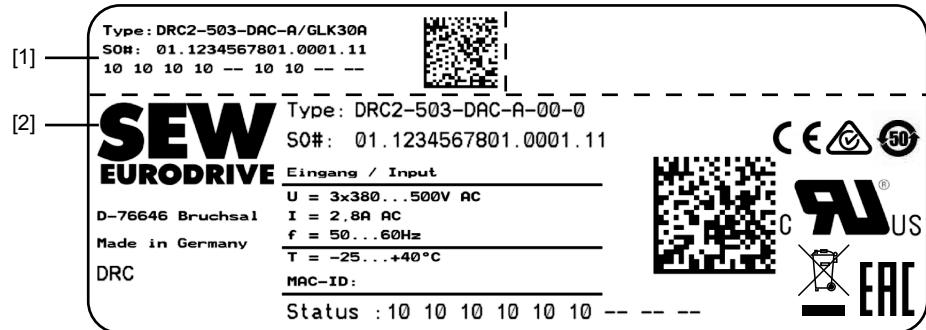 [1]
Type:DRC2-503-DAC-A/GLK30A
SO#: 01.1234567801.0001.11
10 10 10 10 -- 10 10 -- --
[2]
SEW
EURODRIVE
Type: DRC2-503-DAC-A-00-0
SO#: 01.1234567801.0001.11
Eingang / Input
U = 3x380...500V AC
I = 2,8A AC
f = 50...60Hz
T = -25...+40°C
MAC-ID:
Status :10 10 10 10 10 10 -- -- --
D-76646 Bruchsal
Made in Germany
DRC
CE
50
C RU® US
EAC